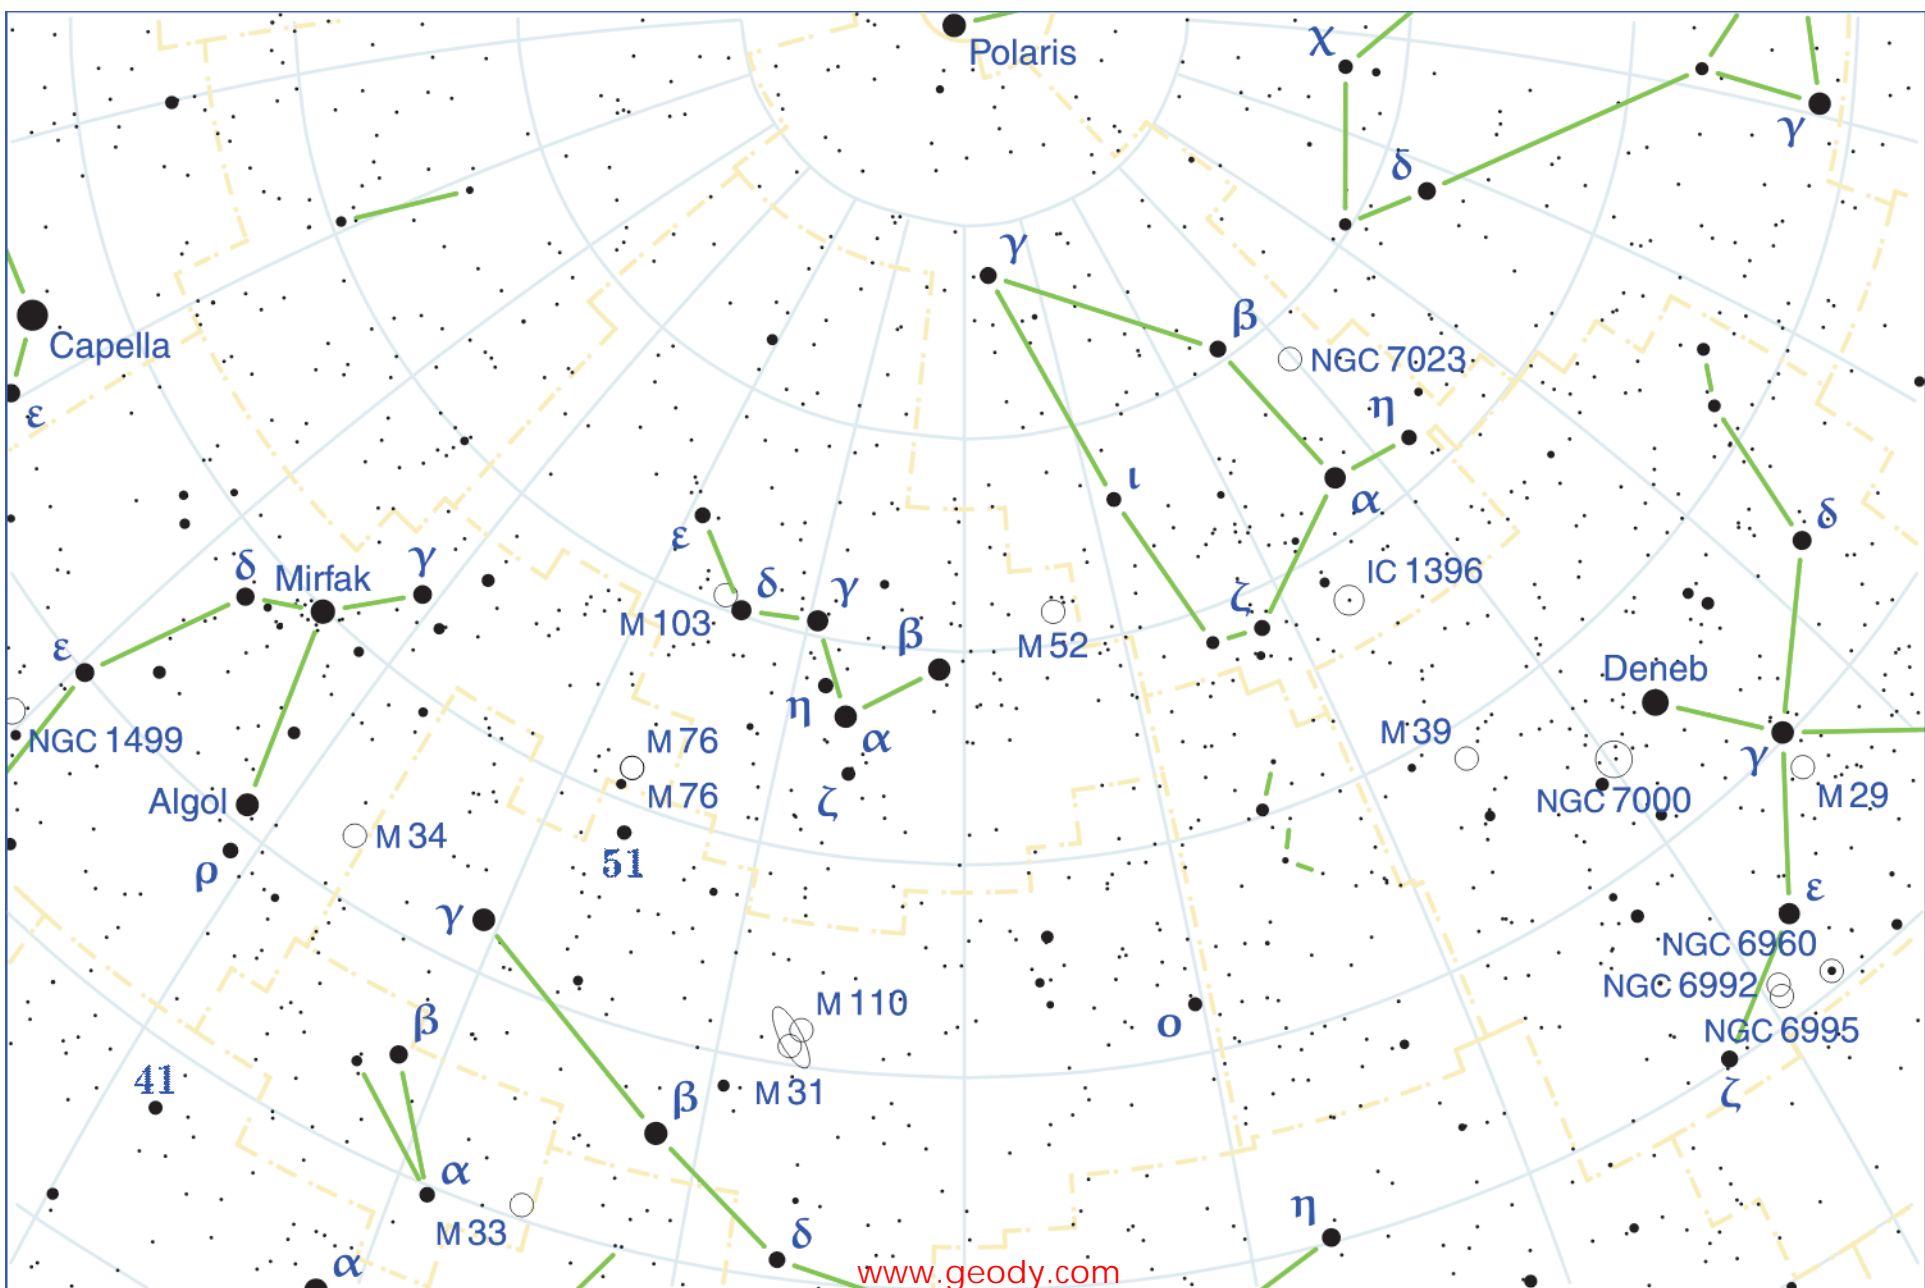 χ
Polaris
γ
δ
γ
β
Capella
NGC 7023
ε
η
ι
α
δ
ε
δ
Mirfak
γ
IC 1396
δ
γ
ζ
M 103
β
M 52
ε
Deneb
η
α
M 39
NGC 1499
M 76
γ
M 76
ζ
Algol
NGC 7000
M 29
M 34
51
ρ
ε
γ
NGC 6960
NGC 6992
M 110
β
ο
NGC 6995
41
β
M 31
ζ
α
η
M 33
δ
α
www.geody.com